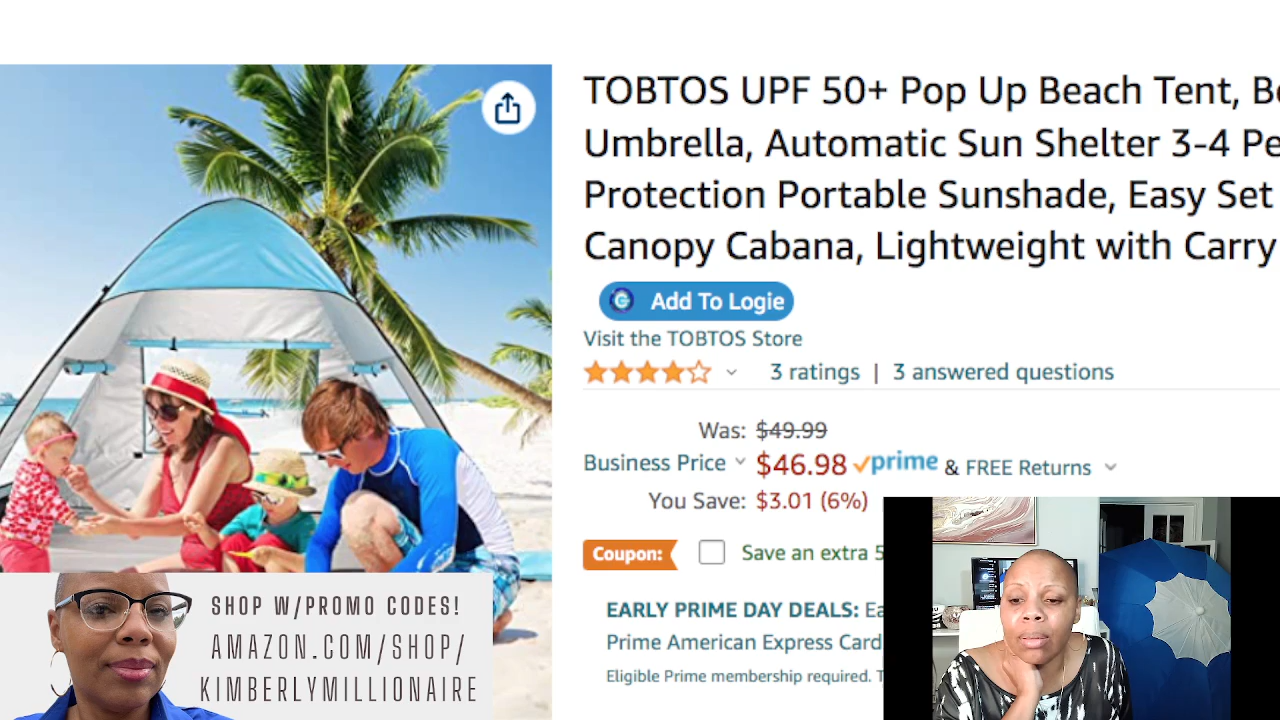 TOBTOS UPF 50+ Pop Up Beach Tent,
Umbrella, Automatic Sun Shelter 3-4
Protection Portable Sunshade, Easy Set
Canopy Cabana, Lightweight with Carry
Add To Logie
Visit the TOBTOS Store
3 ratings | 3 answered questions
Was: $49.99
Business Price $46.98 prime & FREE Returns
You Save: $3.01 (6%)
Coupon: Save an extra 5
EARLY PRIME DAY DEALS:
Prime American Express Card
Eligible Prime membership required.
SHOP W/PROMO CODES!
AMAZON.COM/SHOP/
KIMBERLYMILLIONAIRE